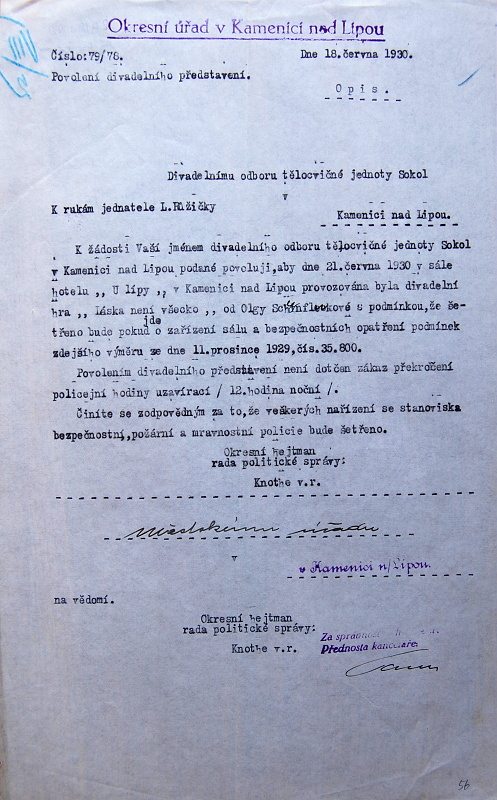 Okresní úřad v Kamenici nad Lipou
Číslo:79/78.
Dne 18.června 1930.
Povolení divadelního představení.
Opis.
Divadelnímu odboru tělocvičné jednoty Sokol
v
K rukám jednatele L.Růžičky
Kamenici nad Lipou.
K žádosti Vaší jménem divadelního odboru tělocvičné jednoty Sokol
v Kamenici nad Lipou podané povoluji,aby dne 21.června 1930 v sále
hotelu ,, U lípy ,, v Kamenici nad Lipou provozována byla divadelní
hra ,, Láska není všecko ,, od Olgy s podmínkou,že še-
třeno bude pokud jde o zařízení sálu a bezpečnostních opatření podmínek
zdejšího výměru ze dne 11.prosince 1929,čís.35.800.
Povolením divadelního představení není dotčen zákaz překročení
policejní hodiny uzavírací / 12.hodina noční /.
Činíte se zodpovědným za to,že veškerých nařízení se stanoviska
bezpečnostní,požární a mravnostní policie bude šetřeno.
Okresní hejtman
rada politické správy:
Knothe v.r.
Městskému úřadu
v
v Kamenici n/Lipou.
na vědomí.
Okresní hejtman
rada politické správy:
Knothe v.r.
Za správnost
Přednosta kanceláře:
56